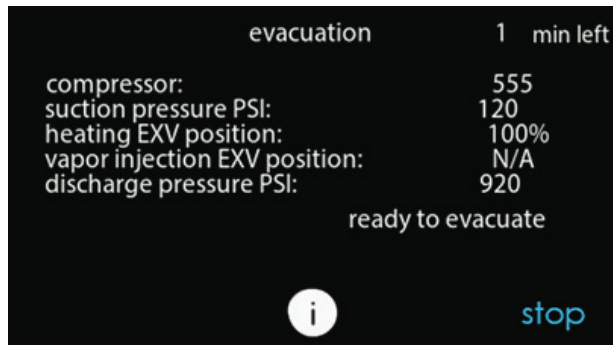 evacuation 1 min left
compressor: 555
suction pressure PSI: 120
heating EXV position: 100%
vapor injection EXV position: N/A
discharge pressure PSI: 920
ready to evacuate
i
stop